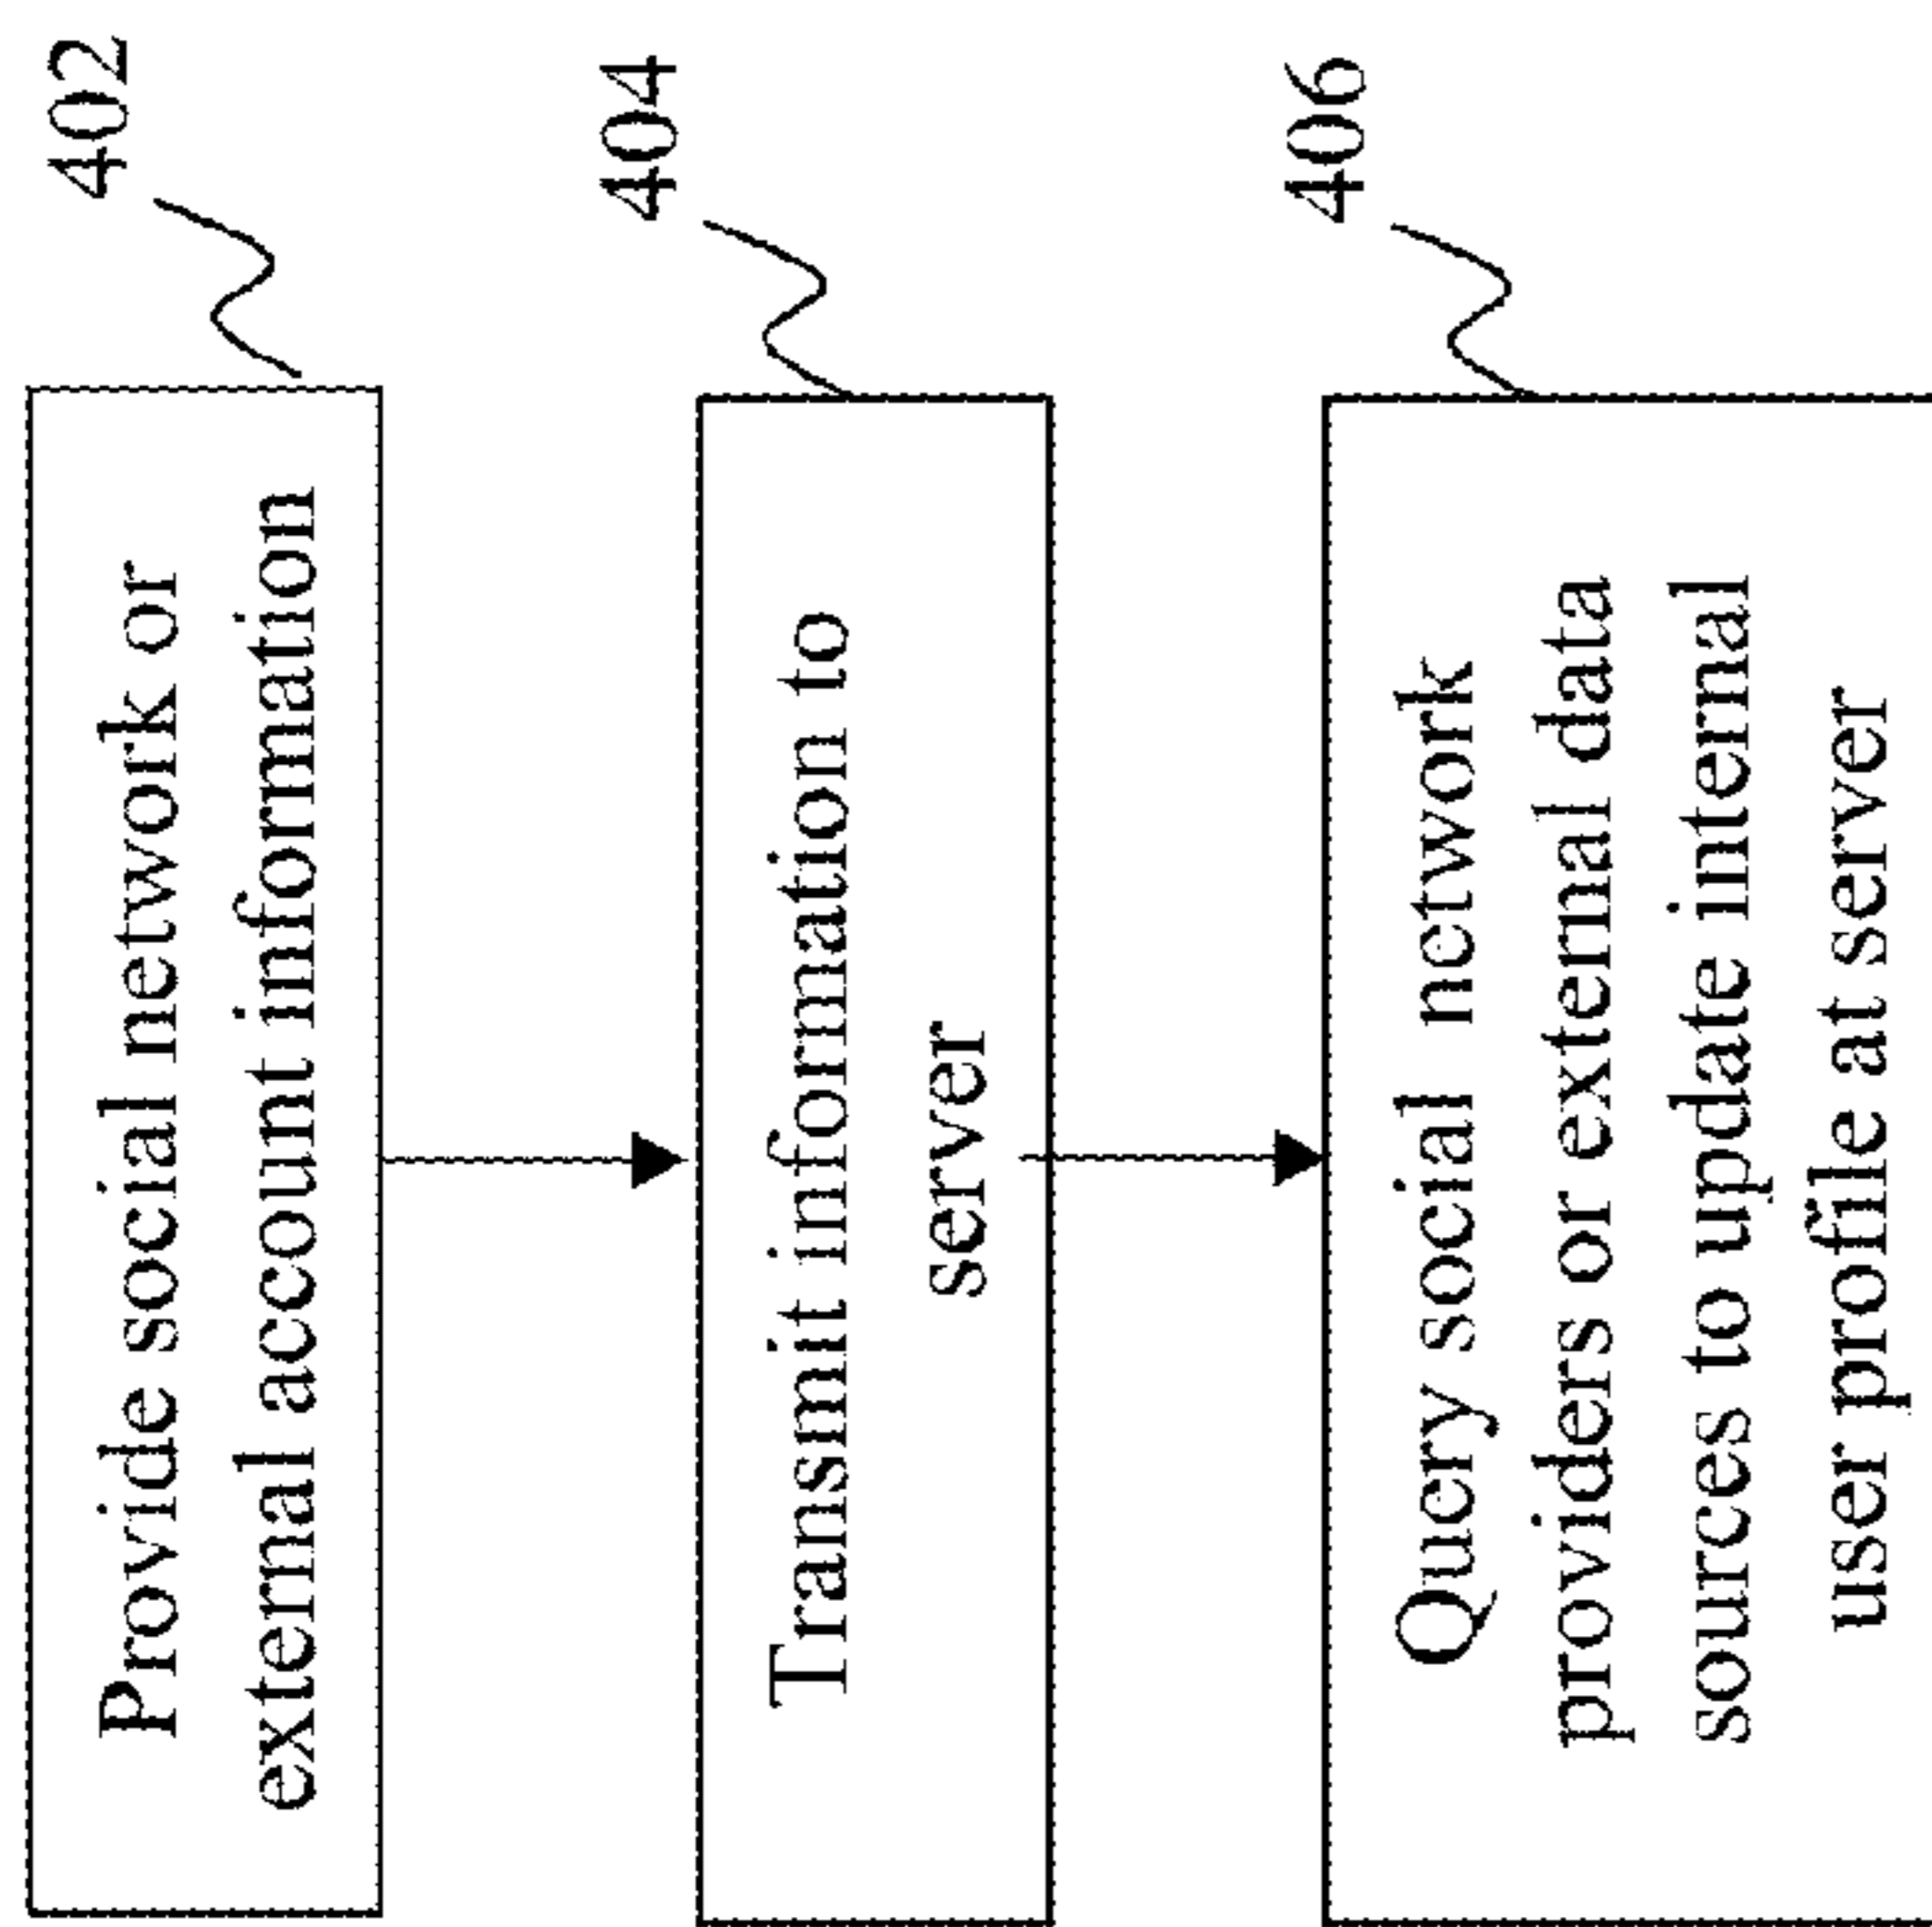 Provide social network or
external account information
402
Transmit information to
server
404
Query social network
providers or external data
sources to update internal
user profile at server
406